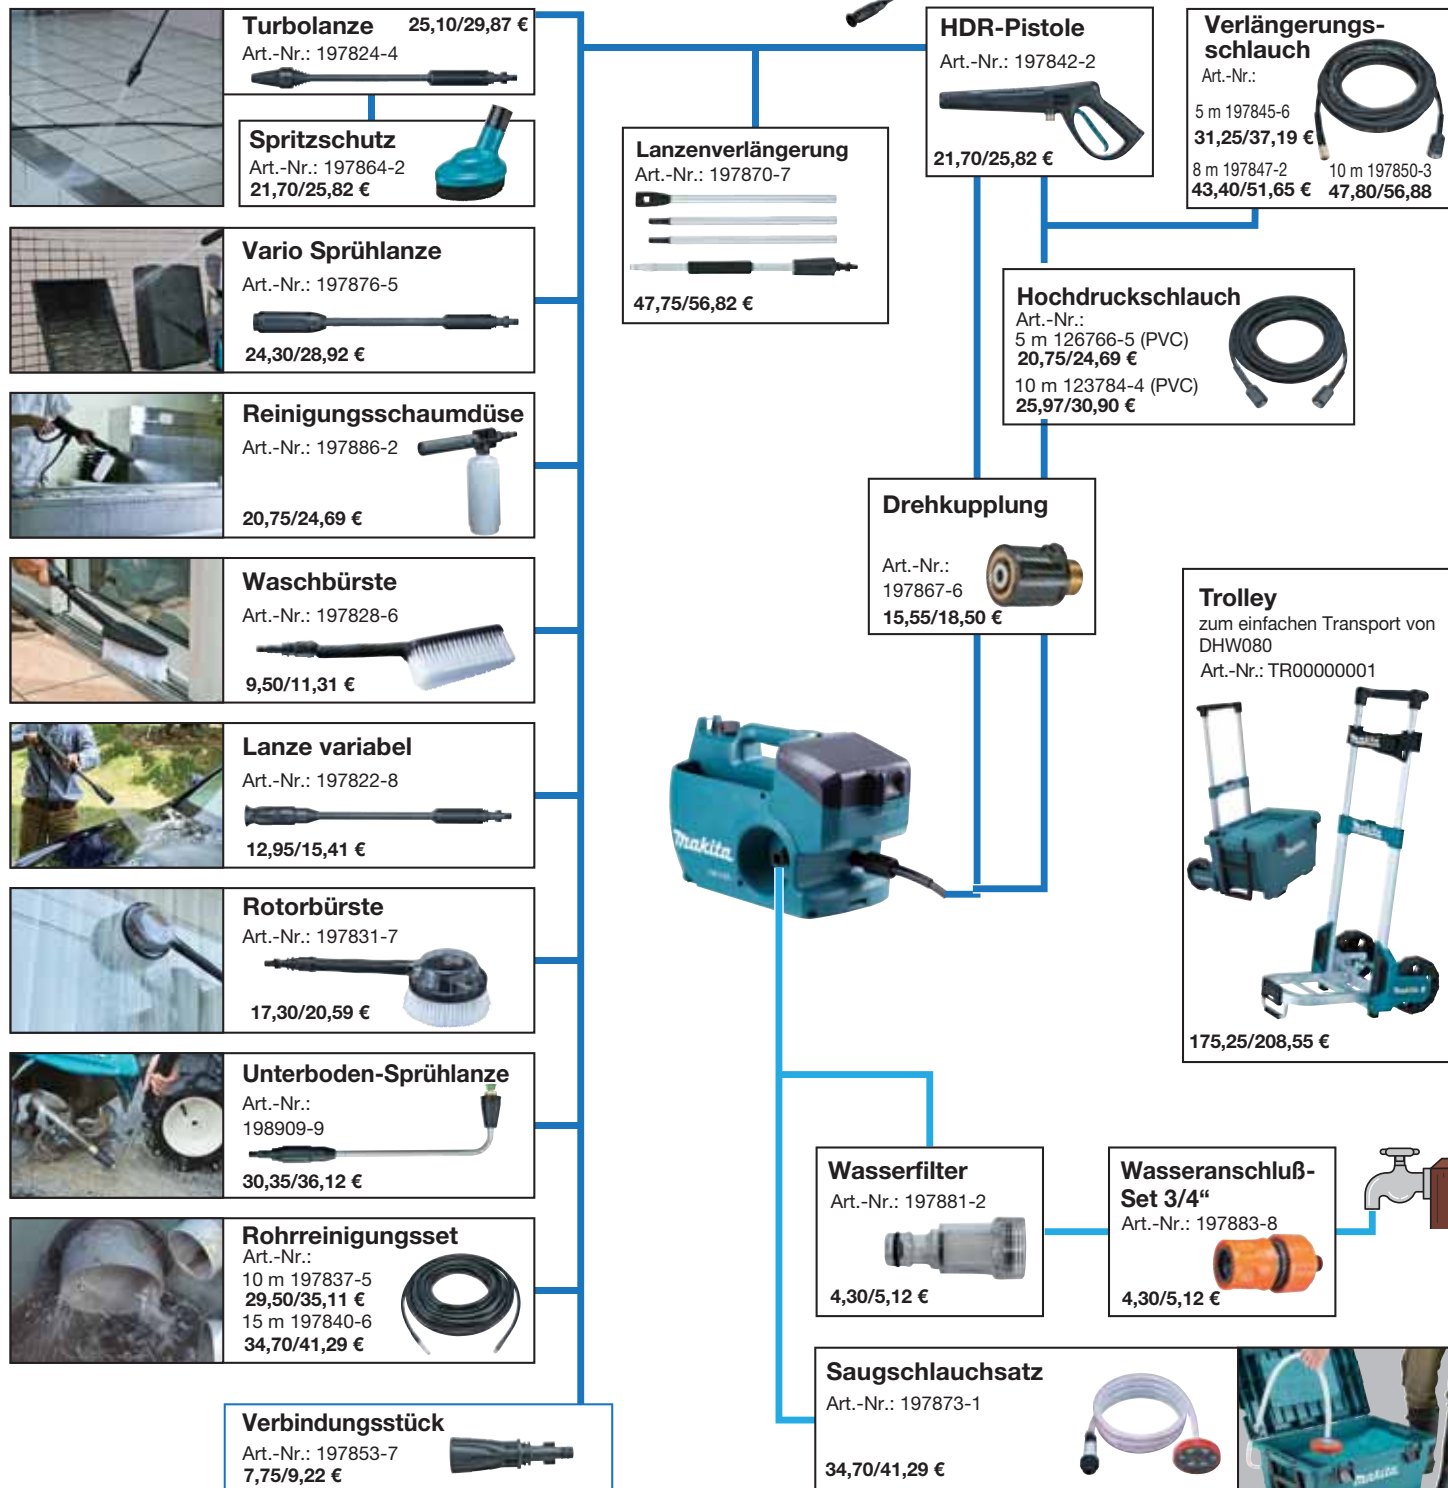 Turbolanze 25,10/29,87 €
Art.-Nr.: 197824-4
Spritzschutz
Art.-Nr.: 197864-2
21,70/25,82 €
Vario Sprühlanze
Art.-Nr.: 197876-5
24,30/28,92 €
Reinigungsschaumdüse
Art.-Nr.: 197886-2
20,75/24,69 €
Waschbürste
Art.-Nr.: 197828-6
9,50/11,31 €
Lanze variabel
Art.-Nr.: 197822-8
12,95/15,41 €
Rotorbürste
Art.-Nr.: 197831-7
17,30/20,59 €
Unterboden-Sprühlanze
Art.-Nr.:
198909-9
30,35/36,12 €
Rohrreinigungsset
Art.-Nr.:
10 m 197837-5
29,50/35,11 €
15 m 197840-6
34,70/41,29 €
Verbindungsstück
Art.-Nr.: 197853-7
7,75/9,22 €
Lanzenverlängerung
Art.-Nr.: 197870-7
47,75/56,82 €
HDR-Pistole
Art.-Nr.: 197842-2
21,70/25,82 €
Verlängerungs-
schlauch
Art.-Nr.:
5 m 197845-6
31,25/37,19 €
8 m 197847-2 10 m 197850-3
43,40/51,65 € 47,80/56,88
Hochdruckschlauch
Art.-Nr.:
5 m 126766-5 (PVC)
20,75/24,69 €
10 m 123784-4 (PVC)
25,97/30,90 €
Drehkupplung
Art.-Nr.:
197867-6
15,55/18,50 €
Trolley
zum einfachen Transport von
DHW080
Art.-Nr.: TR00000001
175,25/208,55 €
makita
Wasserfilter
Art.-Nr.: 197881-2
4,30/5,12 €
Wasseranschluß-
Set 3/4“
Art.-Nr.: 197883-8
4,30/5,12 €
Saugschlauchsatz
Art.-Nr.: 197873-1
34,70/41,29 €
makita